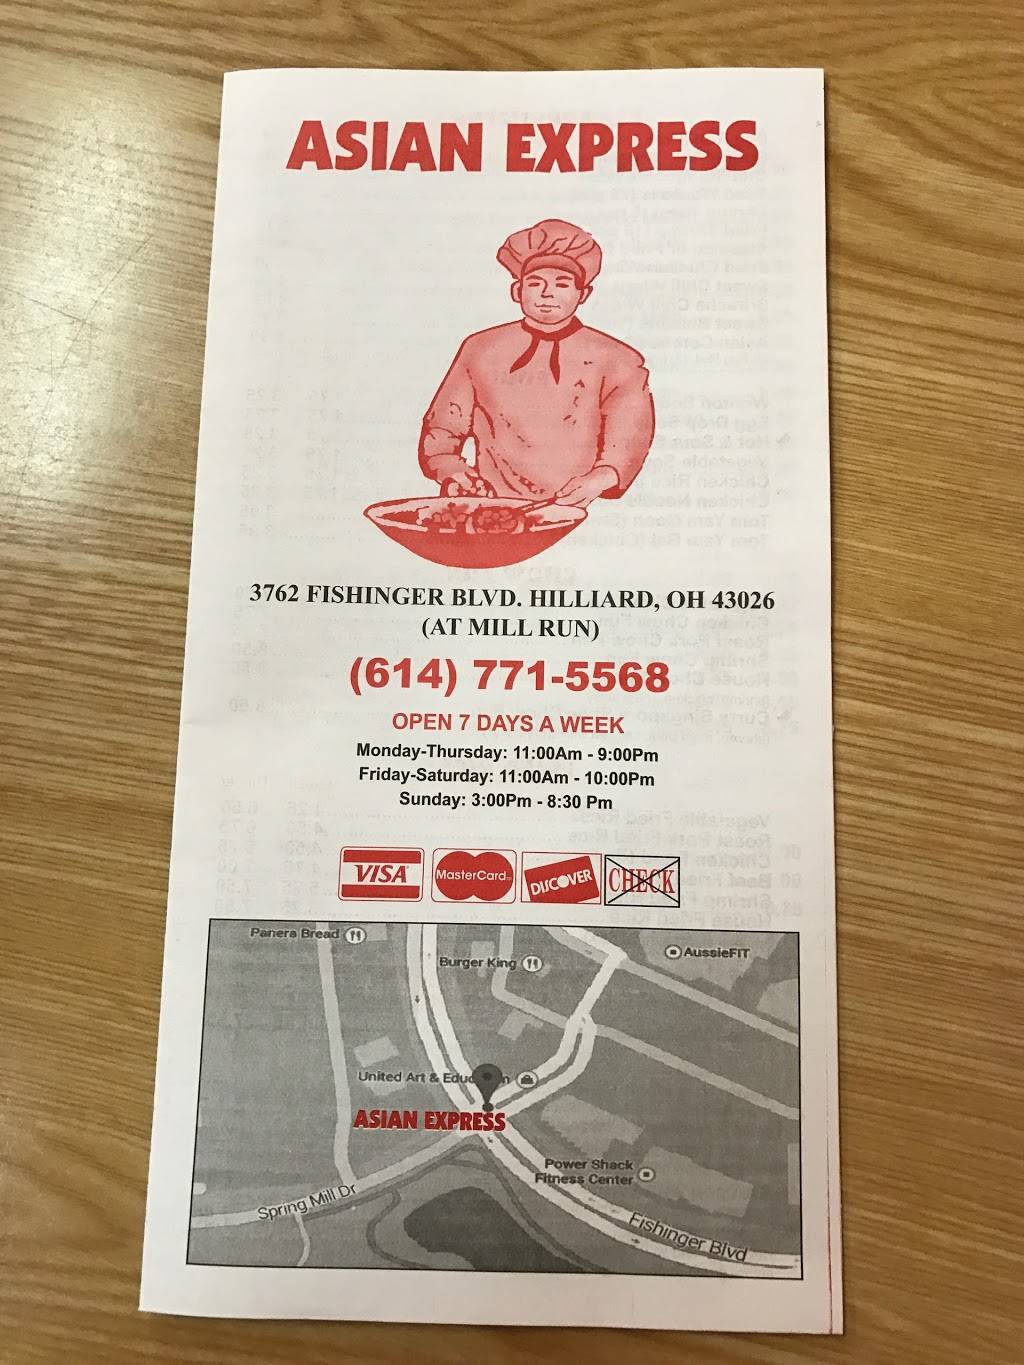 ASIAN EXPRESS
3762 FISHINGER BLVD. HILLIARD, OH 43026
(AT MILL RUN)
(614) 771-5568
OPEN 7 DAYS A WEEK
Monday-Thursday: 11:00Am - 9:00Pm
Friday-Saturday: 11:00Am - 10:00Pm
Sunday: 3:00Pm - 8:30 Pm
VISA MasterCard DISCOVER CHECK
Panera Bread
Burger King
AussieFIT
United Art &
ASIAN EXPRESS
Power Shack
Fitness Center
Spring Mill Dr
Fishinger Blvd